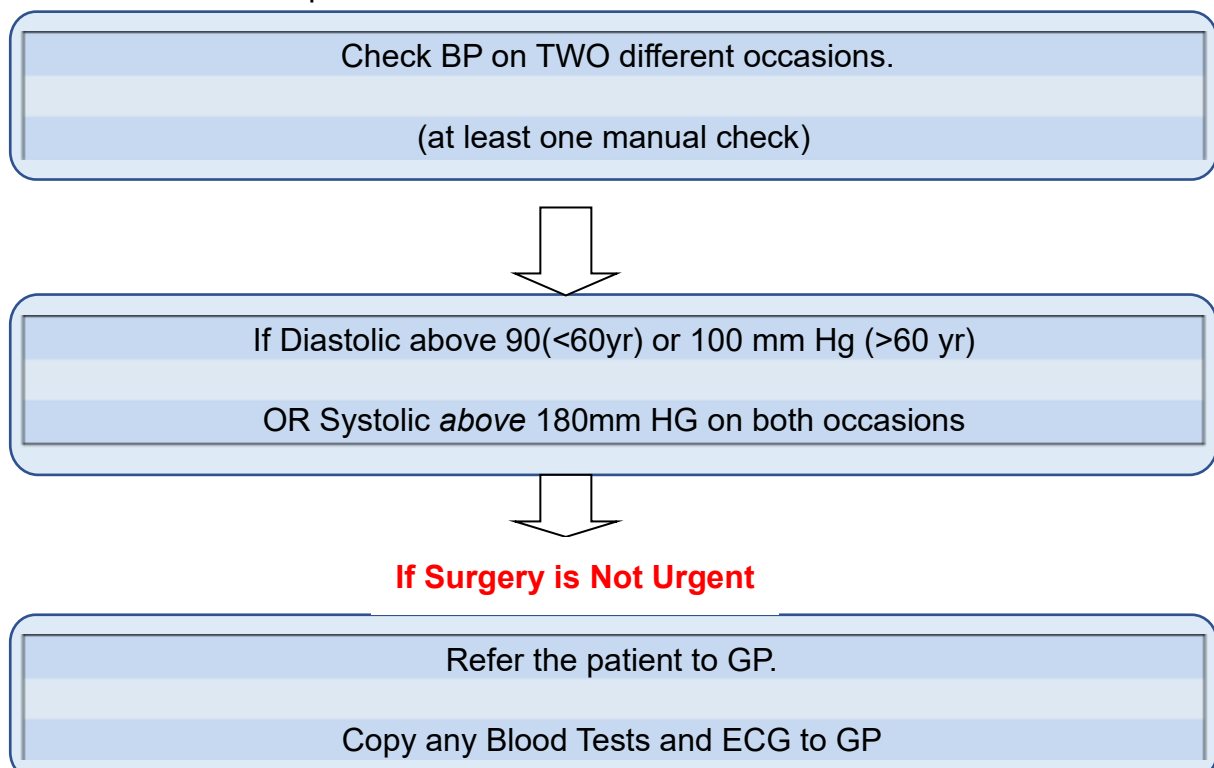 Check BP on TWO different occasions.
(at least one manual check)
If Diastolic above 90(<60yr) or 100 mm Hg (>60 yr)
OR Systolic above 180mm HG on both occasions
If Surgery is Not Urgent
Refer the patient to GP.
Copy any Blood Tests and ECG to GP